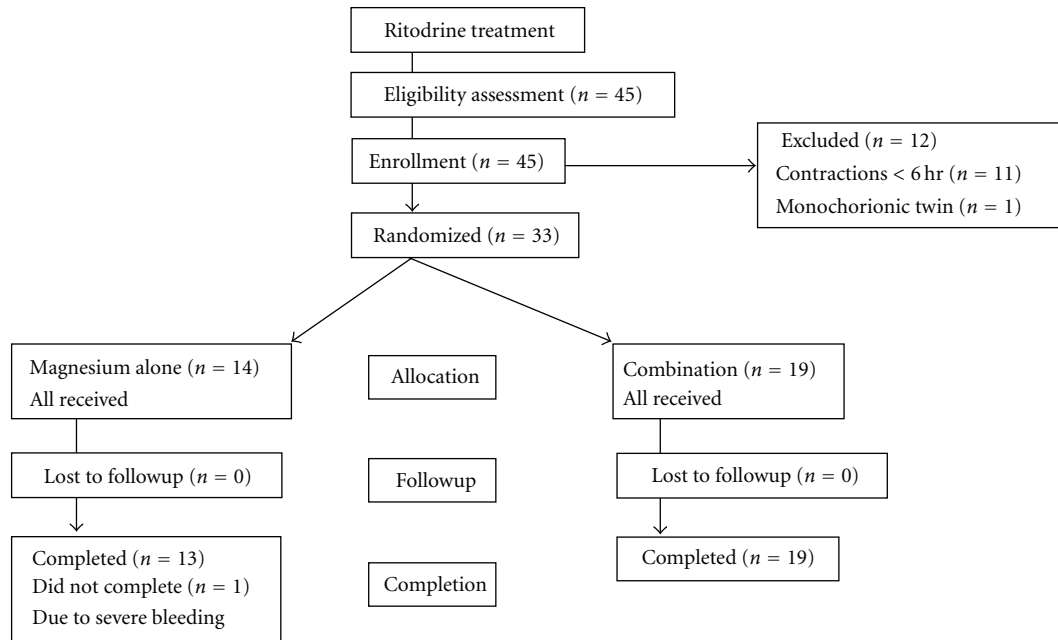 Ritodrine treatment
Eligibility assessment (n = 45)
Enrollment (n = 45)
Excluded (n = 12)
Contractions < 6 hr (n = 11)
Monochorionic twin (n = 1)
Randomized (n = 33)
Magnesium alone (n = 14)
All received
Allocation
Combination (n = 19)
All received
Lost to followup (n = 0)
Followup
Lost to followup (n = 0)
Completed (n = 13)
Did not complete (n = 1)
Due to severe bleeding
Completion
Completed (n = 19)